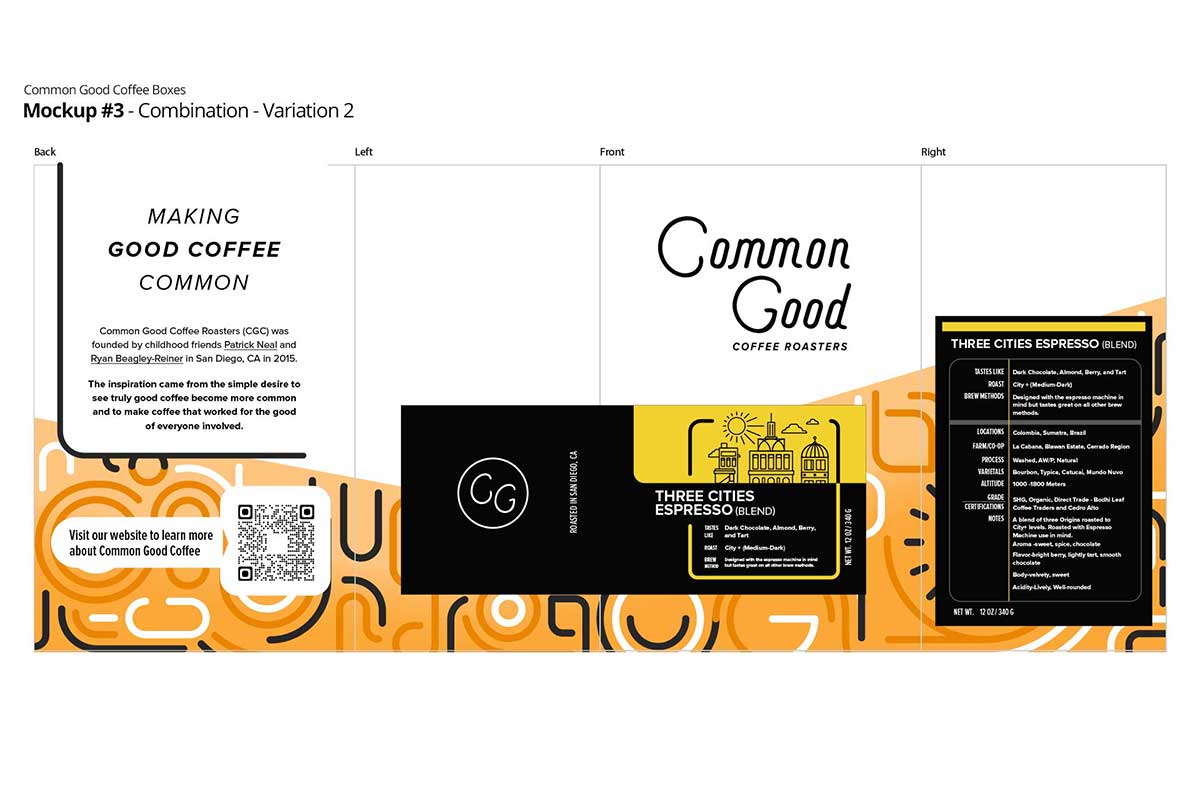 Common Good Coffee Boxes
Mockup #3 - Combination - Variation 2
Back
Left
Front
Right
MAKING
GOOD COFFEE
COMMON
Common Good Coffee Roasters (CGC) was
founded by childhood friends Patrick Neal and
Ryan Beagley-Reiner in San Diego, CA in 2015.
The inspiration came from the simple desire to
see truly good coffee become more common
and to make coffee that worked for the good
of everyone involved.
Visit our website to learn more
about Common Good Coffee
CG
ROASTED IN SAN DIEGO, CA
Common
Good
COFFEE ROASTERS
THREE CITIES
ESPRESSO (BLEND)
TASTES LIKE Dark Chocolate, Almond, Berry,
and Tart
ROAST City + (Medium-Dark)
BREW METHOD Designed with the espresso machine in mind
but tastes great on all other brew methods.
NET WT. 12 OZ/340 G
THREE CITIES ESPRESSO (BLEND)
TASTES LIKE Dark Chocolate, Almond, Berry, and Tart
ROAST City + (Medium-Dark)
BREW METHODS Designed with the espresso machine in
mind but tastes great on all other brew
methods.
LOCATIONS Colombia, Sumatra, Brazil
FARM/CO-OP La Cabana, Blawan Estate, Cerrado Region
PROCESS Washed, AW/P, Natural
VARIETALS Bourbon, Typica, Catucai, Mundo Nuvo
ALTITUDE 1000 -1800 Meters
GRADE SHG, Organic, Direct Trade - Bodhi Leaf
CERTIFICATIONS Coffee Traders and Cedro Alto
NOTES A blend of three Origins roasted to
City+ levels. Roasted with Espresso
Machine use in mind.
Aroma -sweet, spice, chocolate
Flavor-bright berry, lightly tart, smooth
chocolate
Body-velvety, sweet
Acidity-Lively, Well-rounded
NET WT. 12 OZ/340 G